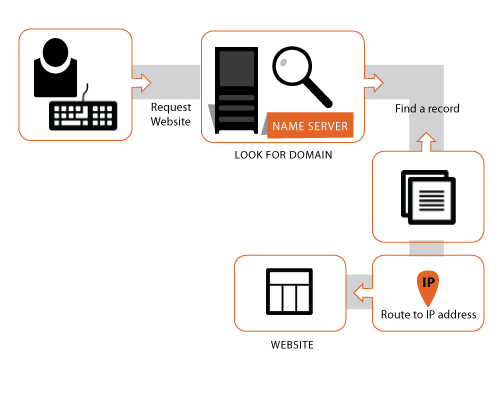 Request
Website
NAME SERVER
LOOK FOR DOMAIN
Find a record
IP
Route to IP address
WEBSITE